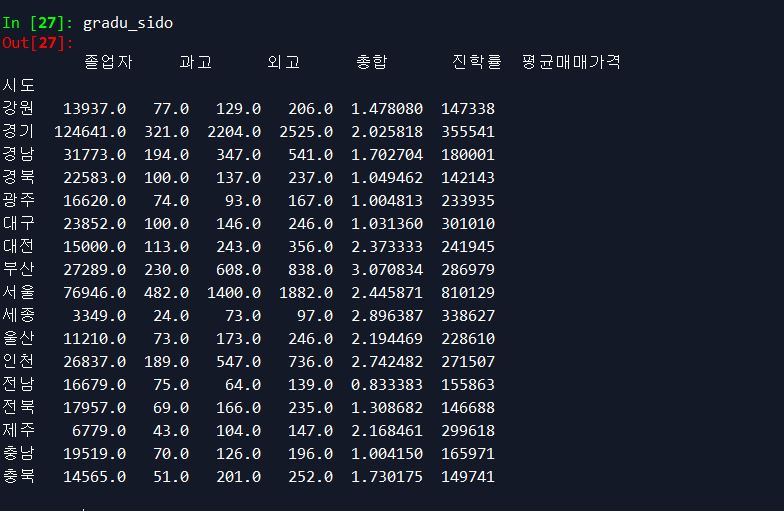 In [27]: gradu_sido
Out[27]:
졸업자 과고 외고 총합 진학률 평균매매가격
시도
강원 13937.0 77.0 129.0 206.0 1.478080 147338
경기 124641.0 321.0 2204.0 2525.0 2.025818 355541
경남 31773.0 194.0 347.0 541.0 1.702704 180001
경북 22583.0 100.0 137.0 237.0 1.049462 142143
광주 16620.0 74.0 93.0 167.0 1.004813 233935
대구 23852.0 100.0 146.0 246.0 1.031360 301010
대전 15000.0 113.0 243.0 356.0 2.373333 241945
부산 27289.0 230.0 608.0 838.0 3.070834 286979
서울 76946.0 482.0 1400.0 1882.0 2.445871 810129
세종 3349.0 24.0 73.0 97.0 2.896387 338627
울산 11210.0 73.0 173.0 246.0 2.194469 228610
인천 26837.0 189.0 547.0 736.0 2.742482 271507
전남 16679.0 75.0 64.0 139.0 0.833383 155863
전북 17957.0 69.0 166.0 235.0 1.308682 146688
제주 6779.0 43.0 104.0 147.0 2.168461 299618
충남 19519.0 70.0 126.0 196.0 1.004150 165971
충북 14565.0 51.0 201.0 252.0 1.730175 149741